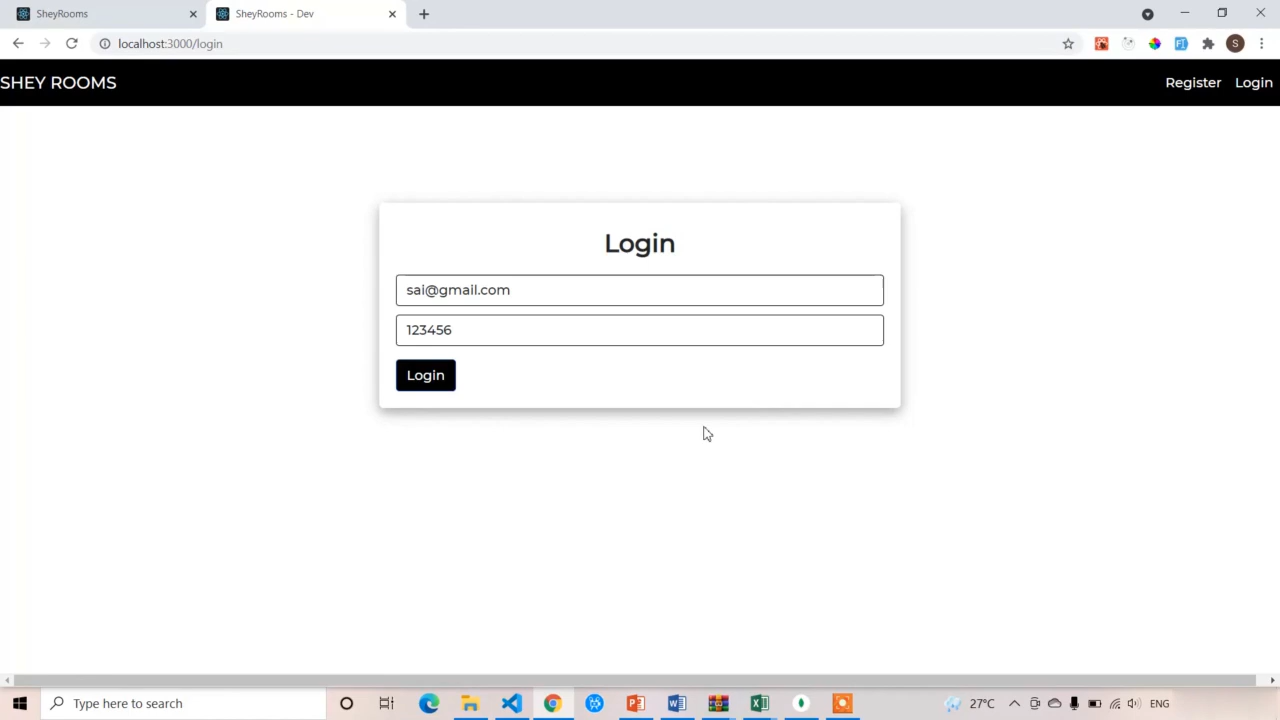 SheyRooms
SheyRooms - Dev
localhost:3000/login
S
SHEY ROOMS
Register
Login
Login
sai@gmail.com
123456
Login
Type here to search
27°C
ENG